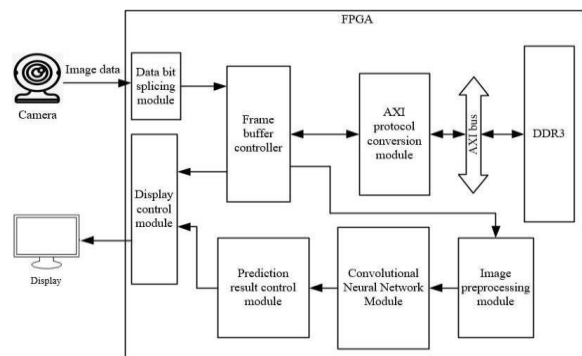 FPGA
Image data
Camera
Data bit
splicing
module
Frame
buffer
controller
AXI
protocol
conversion
module
AXI bus
DDR3
Display
control
module
Display
Prediction
result control
module
Convolutional
Neural Network
Module
Image
preprocessing
module